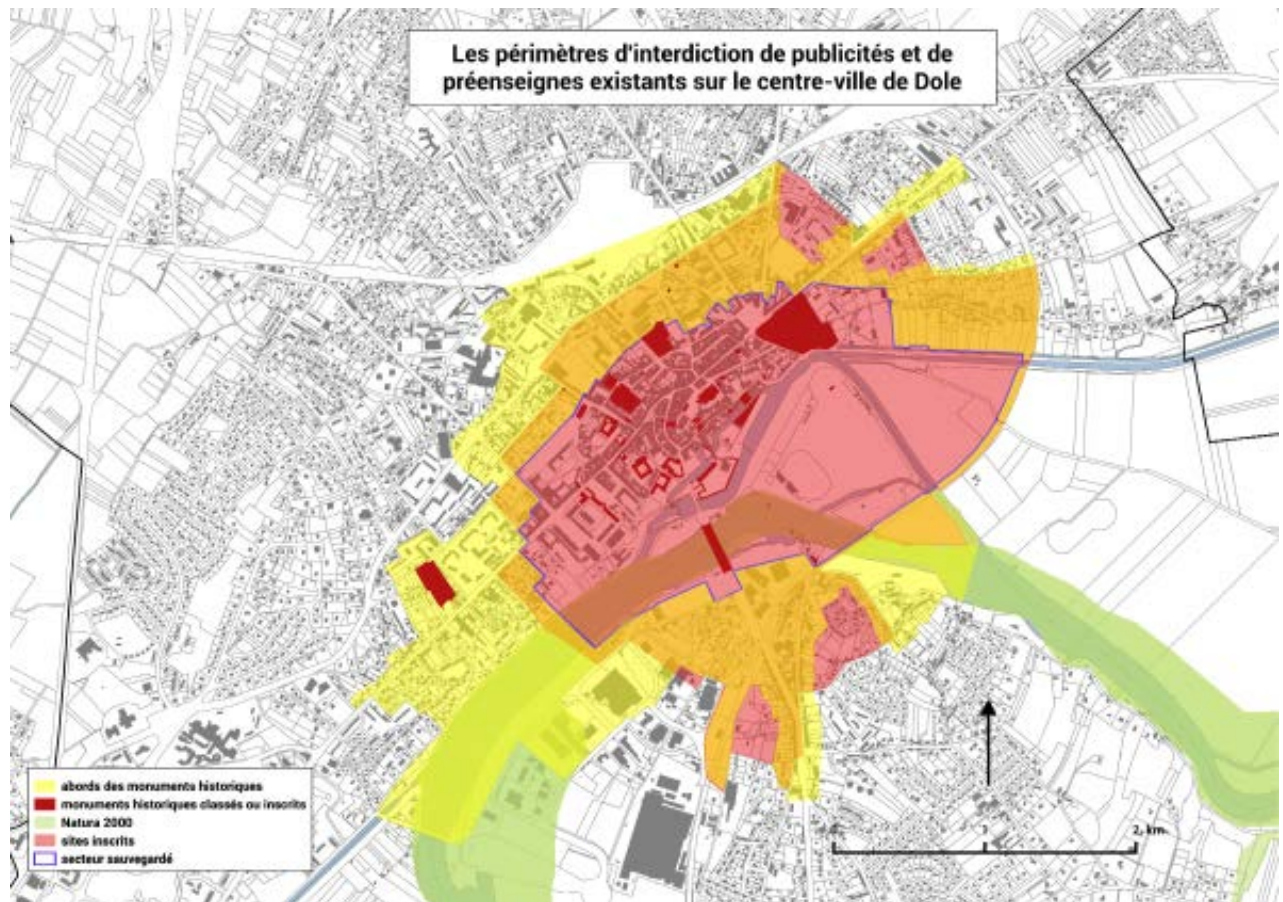 Les périmètres d'interdiction de publicités et de
préenseignes existants sur le centre-ville de Dole
abords des monuments historiques
monuments historiques classés ou inscrits
Natura 2000
sites inscrits
secteur sauvegardé
2 km